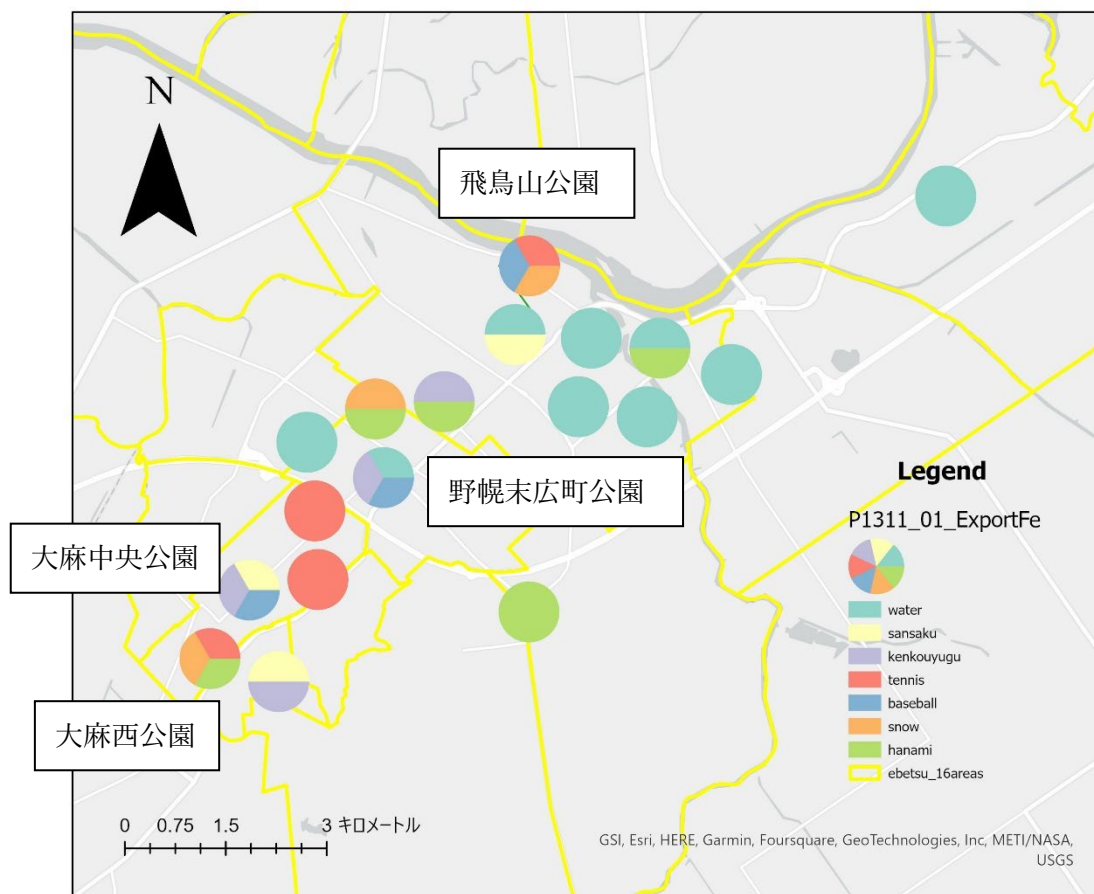 N
飛鳥山公園
野幌末広町公園
大麻中央公園
大麻西公園
Legend
P1311_01_ExportFe
water
sansaku
kenkouyugu
tennis
baseball
snow
hanami
ebetsu_16areas
0 0.75 1.5 3 キロメートル
GSI, Esri, HERE, Garmin, Foursquare, GeoTechnologies, Inc, METI/NASA,
USGS